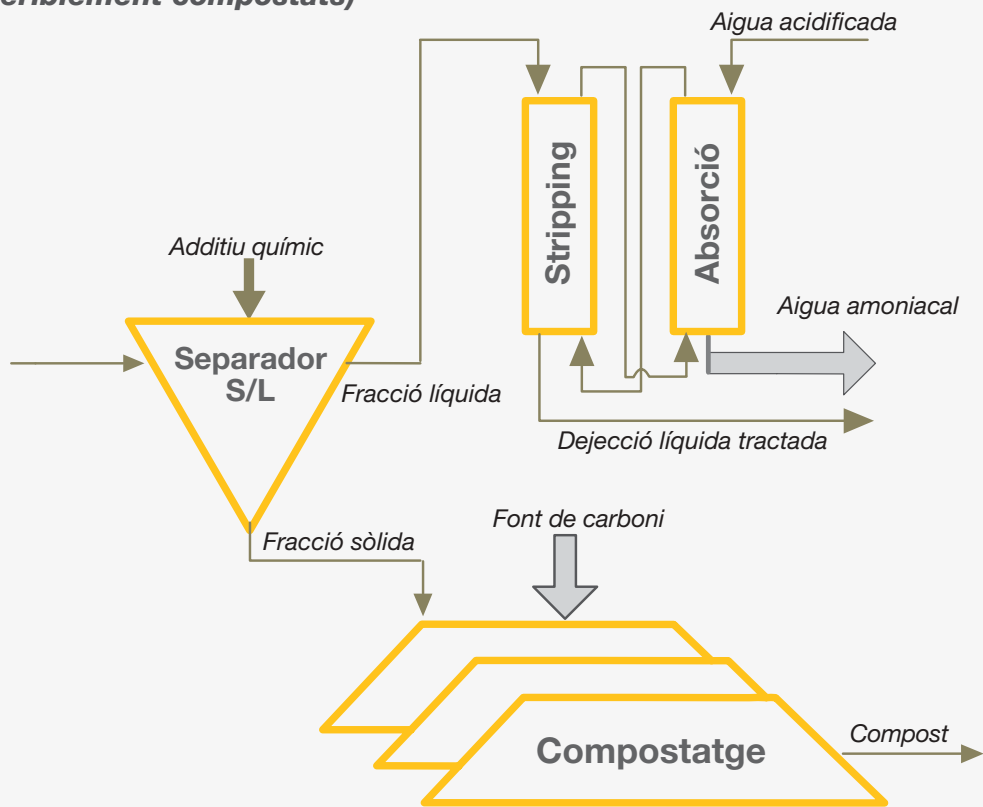 compostats)
Aigua acidificada
Stripping
Absorció
Additiu químic
Aigua amoniacal
Separador
S/L
Fracció líquida
Dejecció líquida tractada
Font de carboni
Fracció sòlida
Compost
Compostatge